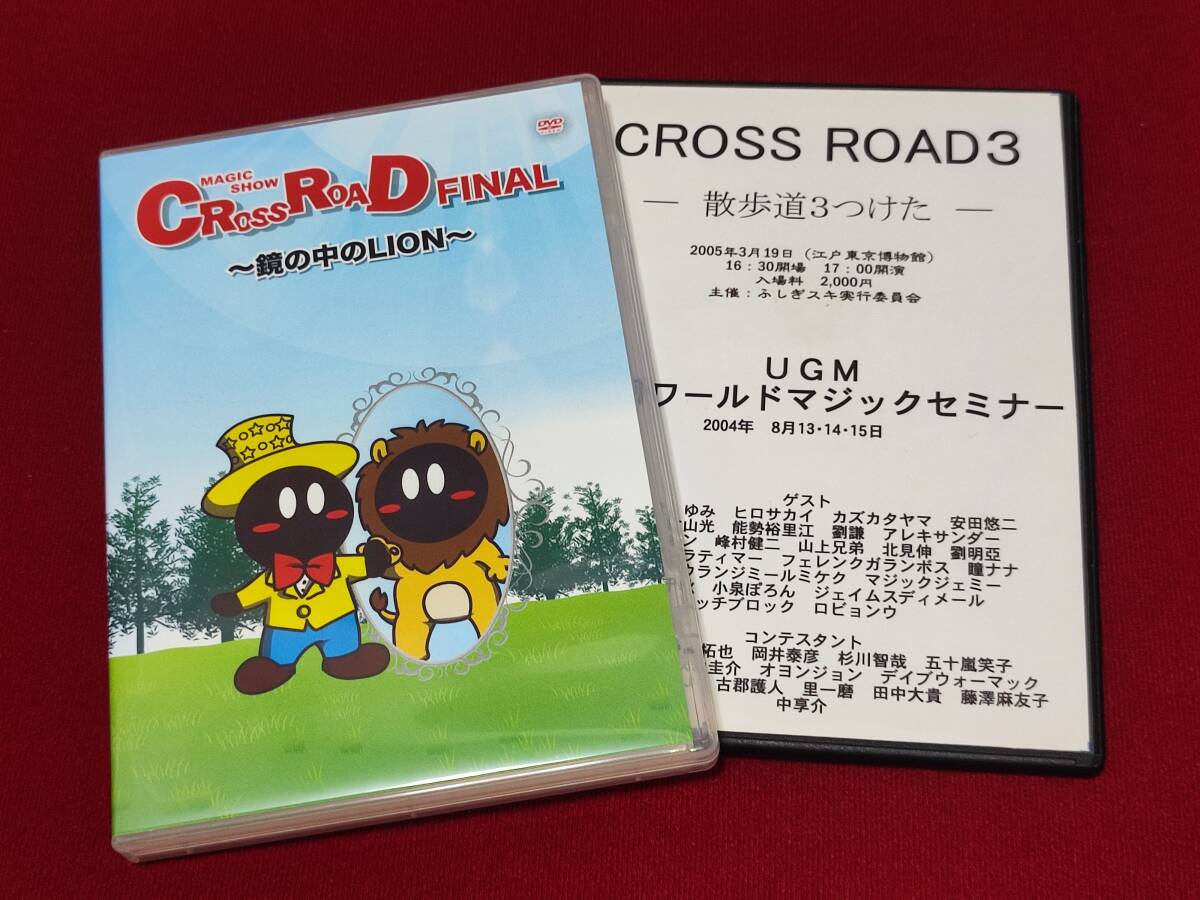 DVD
VIDEO
MAGIC
SHOW
CROSSROAD FINAL
～鏡の中のLION～
CROSS ROAD3
― 散歩道3つけた ―
2005年3月19日（江戸東京博物館）
16：30開場　17：00開演
入場料　2,000円
主催：ふしぎスキ実行委員会
UGM
ワールドマジックセミナー
2004年　8月13・14・15日
ゲスト
ゆみ　ヒロサカイ　カズカタヤマ　安田悠二
山光　能勢裕里江　劉謙　アレキサンダー
ン　峰村健二　山上兄弟　北見伸　劉明亞
ラティマー　フェレンクガランボス　瞳ナナ
クランジミールミケク　マジックジェミー
小泉ぽろん　ジェイムスディメール
ッチブロック　ロビョンウ
コンテスタント
拓也　岡井泰彦　杉川智哉　五十嵐笑子
圭介　オヨンジョン　デイブウォーマック
古郡護人　里一磨　田中大貴　藤澤麻友子
中享介